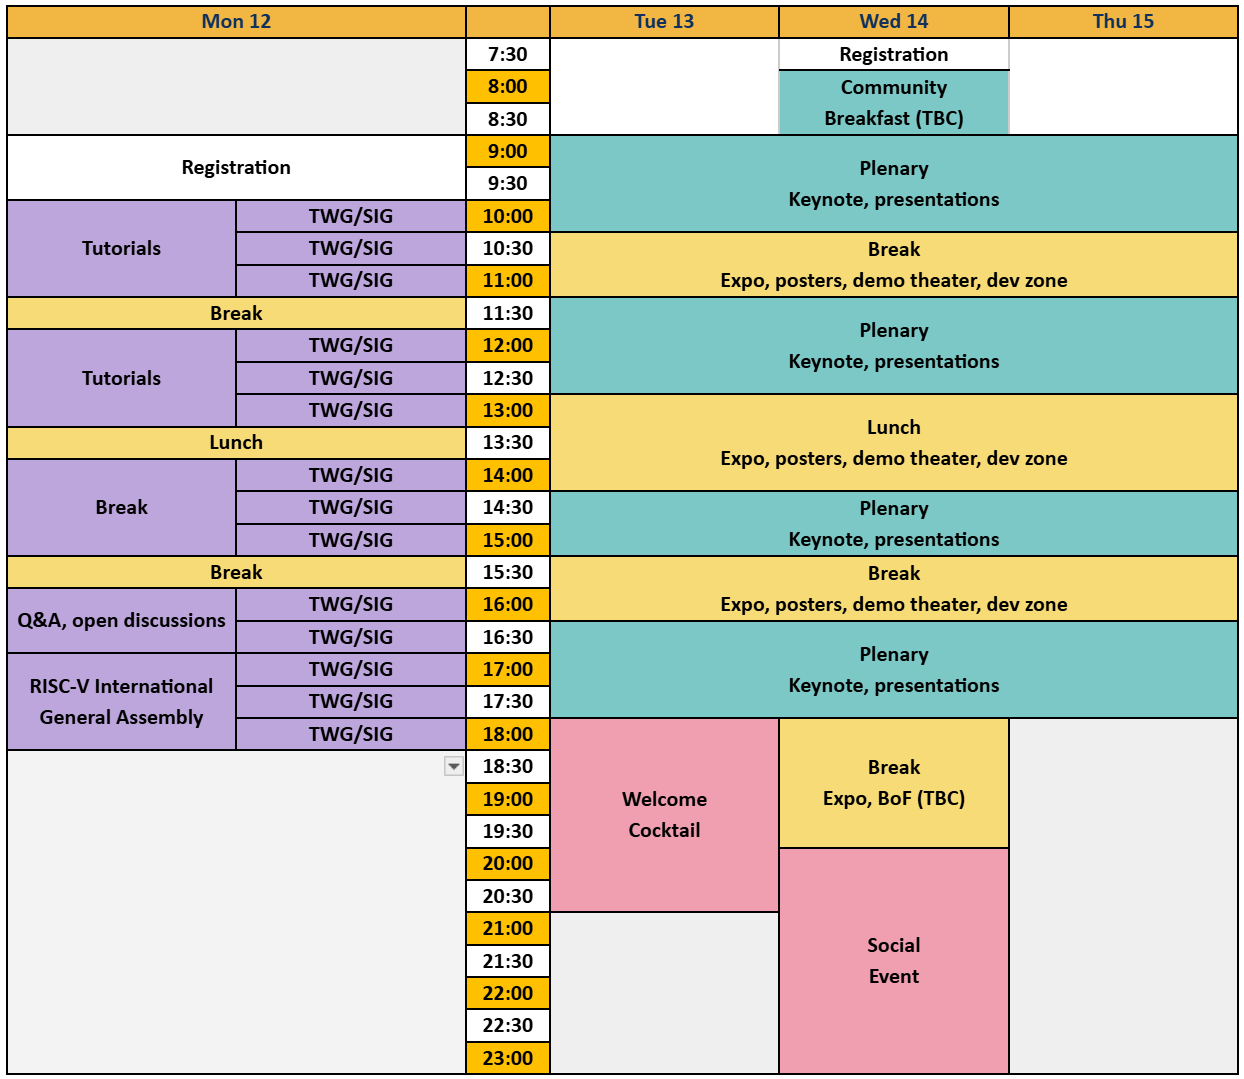 Mon 12
Tue 13
Wed 14
Thu 15
7:30
Registration
8:00
Community
8:30
Breakfast (TBC)
Registration
9:00
9:30
Plenary
Keynote, presentations
Tutorials
TWG/SIG
10:00
TWG/SIG
10:30
TWG/SIG
11:00
Break
Expo, posters, demo theater, dev zone
Break
11:30
Plenary
Keynote, presentations
Tutorials
TWG/SIG
12:00
TWG/SIG
12:30
TWG/SIG
13:00
Lunch
13:30
Lunch
Expo, posters, demo theater, dev zone
Break
TWG/SIG
14:00
TWG/SIG
14:30
TWG/SIG
15:00
Plenary
Keynote, presentations
Break
15:30
Break
Expo, posters, demo theater, dev zone
Q&A, open discussions
TWG/SIG
16:00
TWG/SIG
16:30
Plenary
Keynote, presentations
RISC-V International
General Assembly
TWG/SIG
17:00
TWG/SIG
17:30
TWG/SIG
18:00
18:30
19:00
19:30
20:00
20:30
21:00
21:30
22:00
22:30
23:00
Welcome
Cocktail
Break
Expo, BoF (TBC)
Social
Event